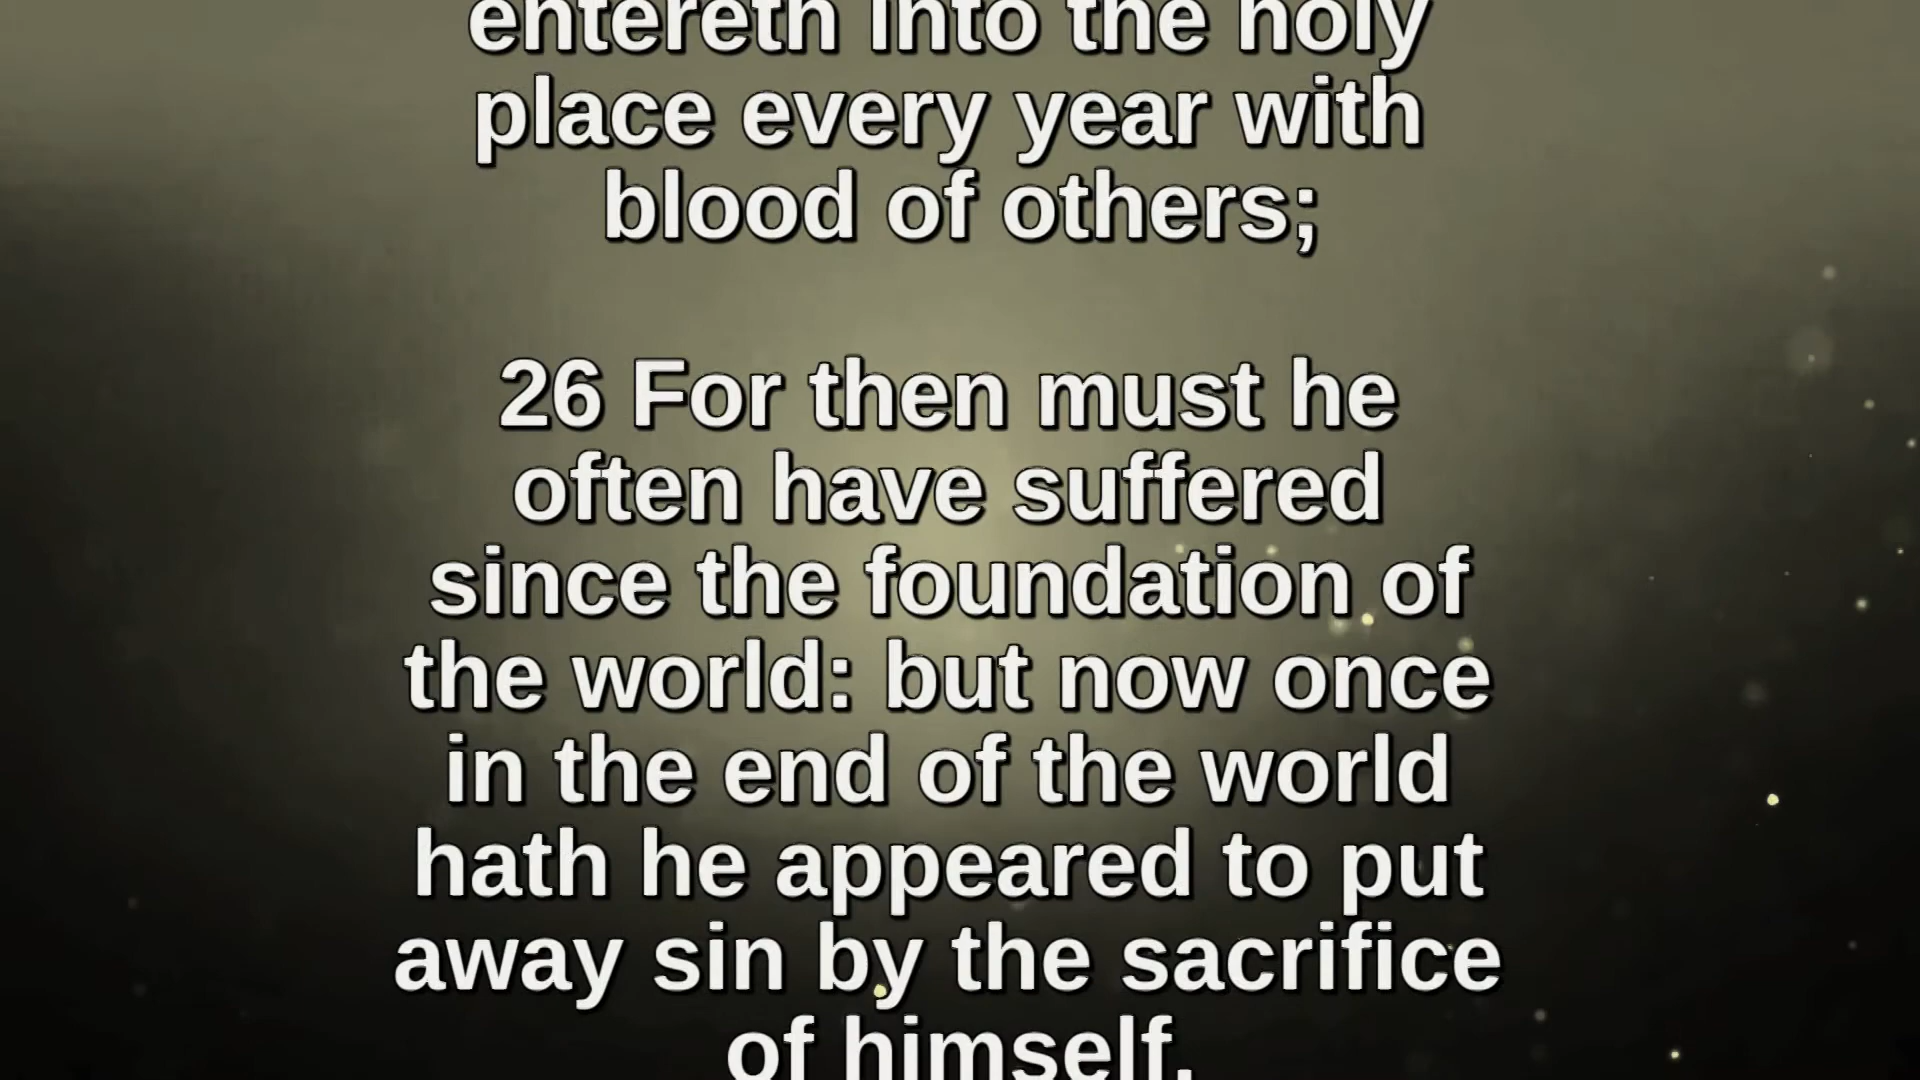 entereth into the holy
place every year with
blood of others;
26 For then must he
often have suffered
since the foundation of
the world: but now once
in the end of the world
hath he appeared to put
away sin by the sacrifice
of himself.